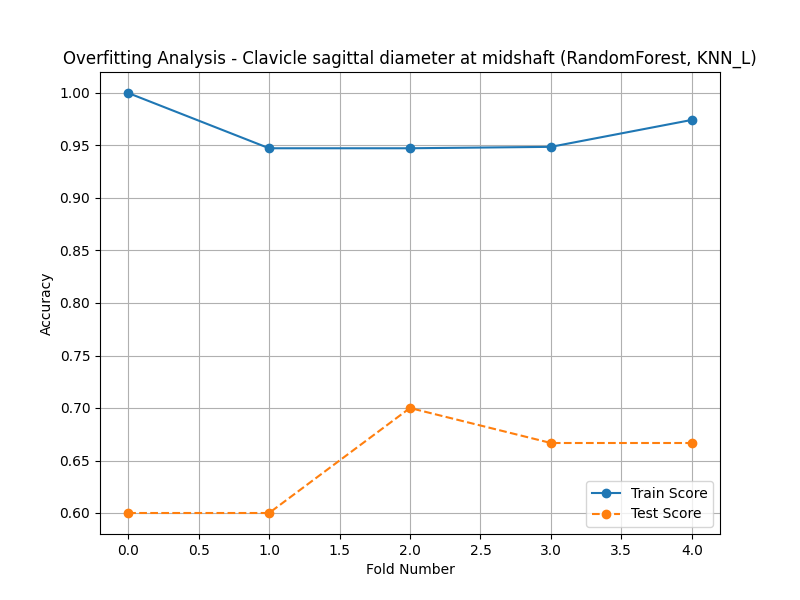 Overfitting Analysis - Clavicle sagittal diameter at midshaft (RandomForest, KNN_L)
1.00
0.95
0.90
0.85
0.80
0.75
0.70
0.65
0.60
Accuracy
Train Score
Test Score
0.0 0.5 1.0 1.5 2.0 2.5 3.0 3.5 4.0
Fold Number